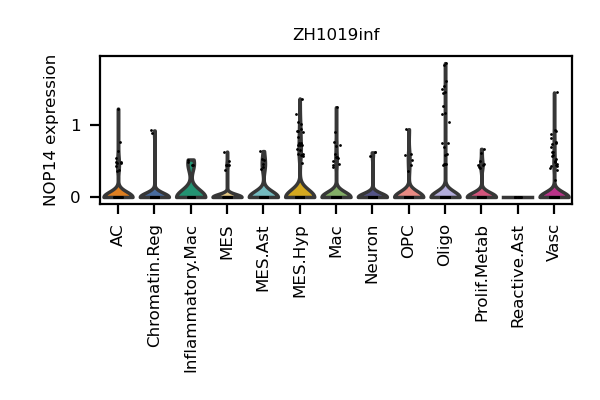 ZH1019inf
NOP14 expression
1
0
AC
Chromatin.Reg
Inflammatory.Mac
MES
MES.Ast
MES.Hyp
Mac
Neuron
OPC
Oligo
Prolif.Metab
Reactive.Ast
Vasc